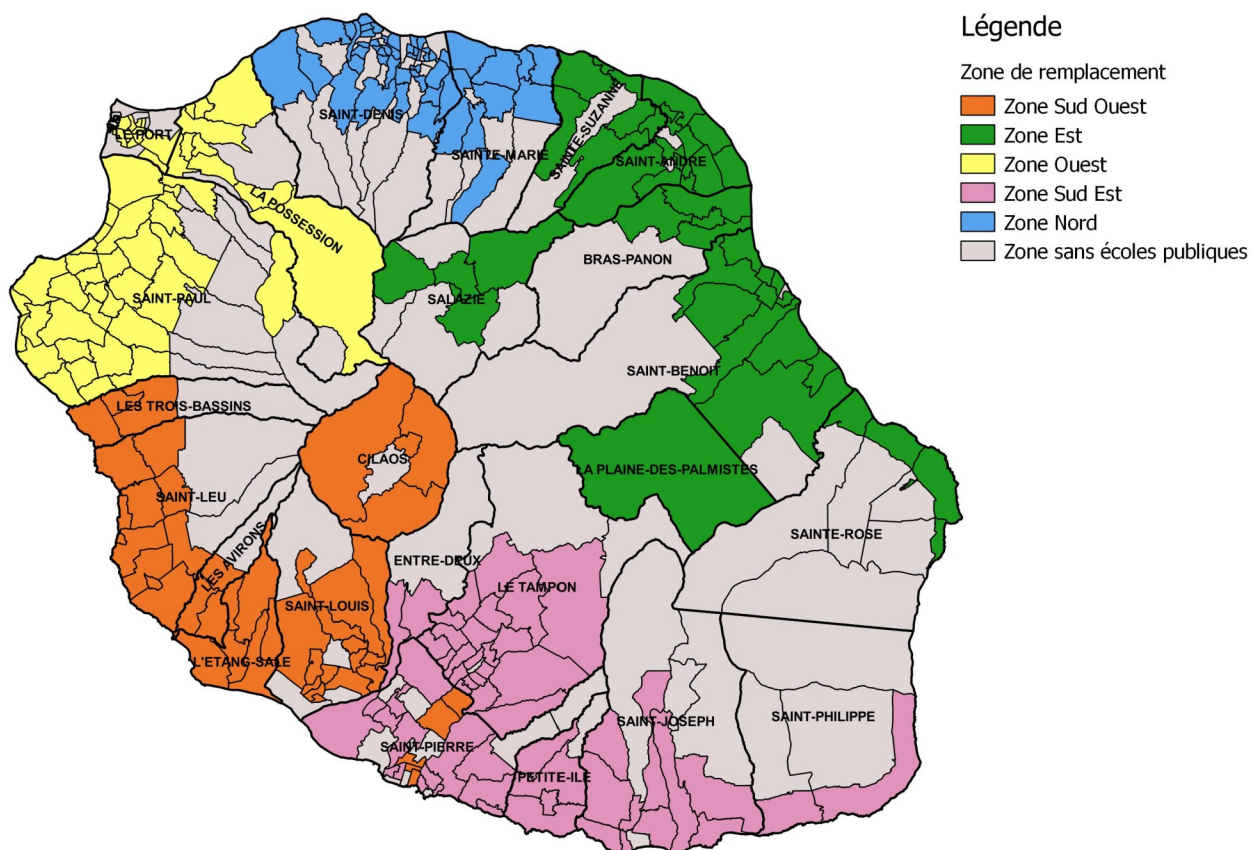 Légende
Zone de remplacement
Zone Sud Ouest
Zone Est
Zone Ouest
Zone Sud Est
Zone Nord
Zone sans écoles publiques
SAINT-DENIS
LE PORT
SAINTE-MARIE
SAINTE-SUZANNE
SAINT-ANDRE
LA POSSESSION
BRAS-PANON
SAINT-PAUL
SALAZIE
SAINT-BENOIT
LES TROIS-BASSINS
CILAOS
LA PLAINE-DES-PALMISTES
SAINT-LEU
SAINTE-ROSE
LES AVIRONS
ENTRE-DEUX
LE TAMPON
SAINT-LOUIS
L'ETANG-SALE
SAINT-JOSEPH
SAINT-PHILIPPE
SAINT-PIERRE
PETITE-ILE